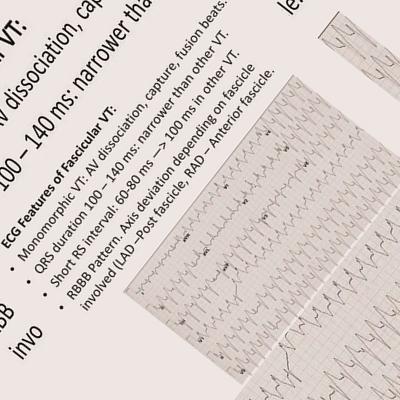 VT:
V dissociation, cap
100 – 140 ms: narrower tha
ECG Features of Fascicular VT:
• Monomorphic VT: AV dissociation, capture, fusion beats.
• QRS duration 100 – 140 ms: narrower than other VT.
• Short RS interval: 60-80 ms —> 100 ms in other VT.
• RBBB Pattern. Axis deviation depending on fascicle
involved (LAD –Post fascicle, RAD – Anterior fascicle.
BB
invo
le